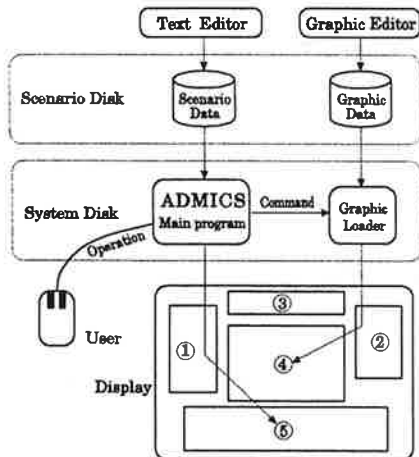 Text Editor
Graphic Editor
Scenario Disk
Scenario
Data
Graphic
Data
System Disk
ADMICS
Main program
Command
Graphic
Loader
Operation
User
Display
①
②
③
④
⑤